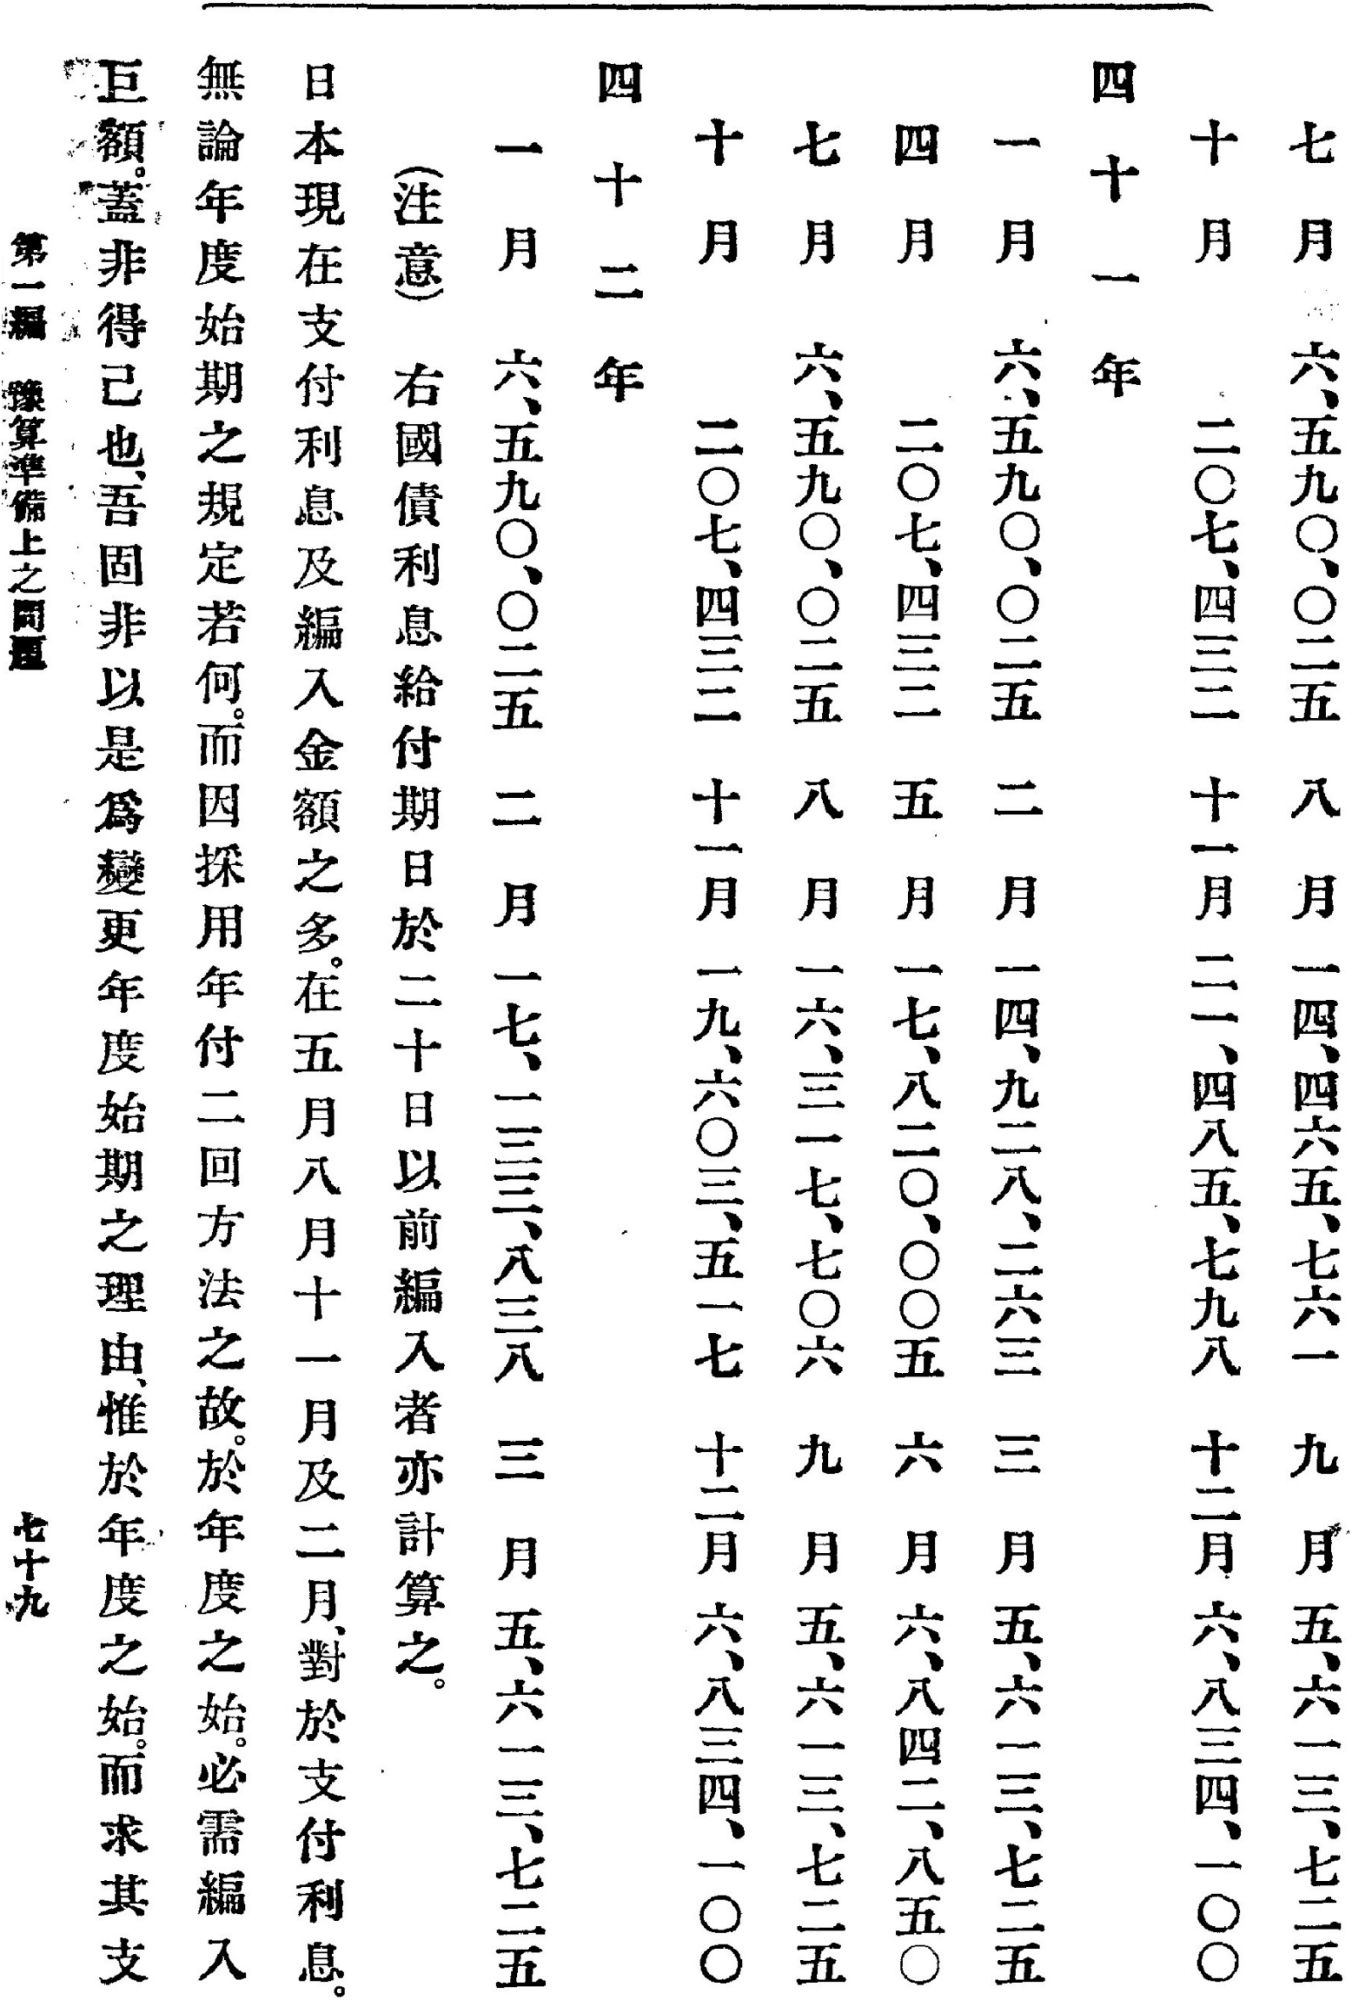 七月　六、五九〇、〇二五　八月　一四、四六五、七六一　九月　五、六一三、七二五
十月　二〇七、四三二　十一月　二一、四八五、七九八　十二月　六、八三四、一〇〇
四十一年
一月　六、五九〇、〇二五　二月　一四、九二八、二六三　三月　五、六一三、七二五
四月　二〇七、四三二　五月　一七、八二〇、〇〇五　六月　六、八四二、八五〇
七月　六、五九〇、〇二五　八月　一六、三一七、七〇六　九月　五、六一三、七二五
十月　二〇七、四三二　十一月　一九、六〇三、五一七　十二月　六、八三四、一〇〇
四十二年
一月　六、五九〇、〇二五　二月　一七、一三三、八三八　三月　五、六一三、七二五
（注意）　右國債利息給付期日於二十日以前編入者亦計算之。
日本現在支付利息及編入金額之多。在五月八月十一月及二月、對於支付利息。
無論年度始期之規定若何。而因採用年付二回方法之故。於年度之始。必需編入
巨額。蓋非得已也、吾固非以是爲變更年度始期之理由、惟於年度之始。而求其支
第一編　豫算準備上之問題　七十九